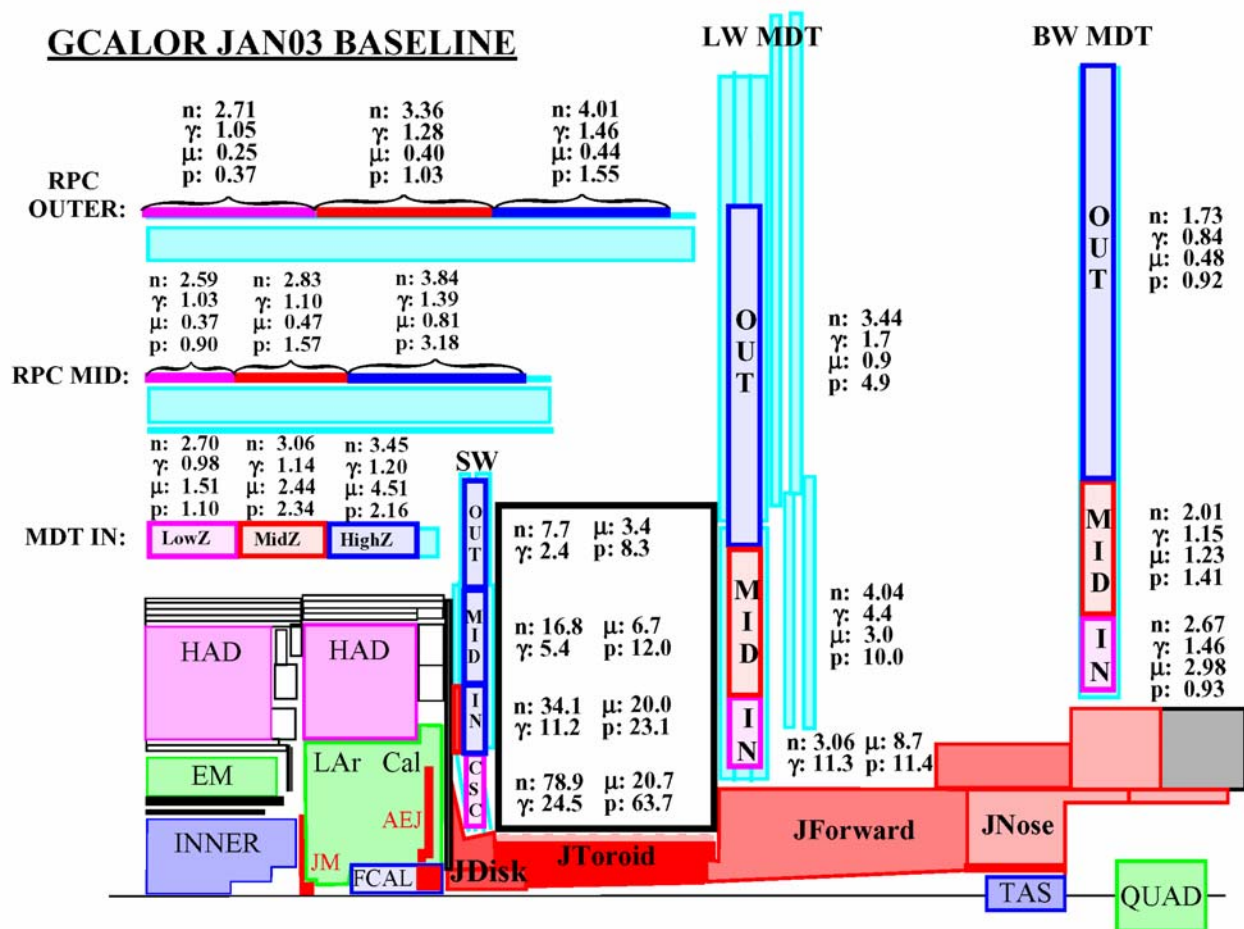 GCALOR JAN03 BASELINE
LW MDT
BW MDT
n: 2.71
γ: 1.05
μ: 0.25
p: 0.37
n: 3.36
γ: 1.28
μ: 0.40
p: 1.03
n: 4.01
γ: 1.46
μ: 0.44
p: 1.55
RPC
OUTER:
n: 2.59
γ: 1.03
μ: 0.37
p: 0.90
n: 2.83
γ: 1.10
μ: 0.47
p: 1.57
n: 3.84
γ: 1.39
μ: 0.81
p: 3.18
RPC MID:
n: 2.70
γ: 0.98
μ: 1.51
p: 1.10
n: 3.06
γ: 1.14
μ: 2.44
p: 2.34
n: 3.45
γ: 1.20
μ: 4.51
p: 2.16
MDT IN:
LowZ
MidZ
HighZ
SW
OUT
MID
IN
CSC
n: 7.7 μ: 3.4
γ: 2.4 p: 8.3
n: 16.8 μ: 6.7
γ: 5.4 p: 12.0
n: 34.1 μ: 20.0
γ: 11.2 p: 23.1
n: 78.9 μ: 20.7
γ: 24.5 p: 63.7
OUT
MID
IN
n: 3.44
γ: 1.7
μ: 0.9
p: 4.9
n: 4.04
γ: 4.4
μ: 3.0
p: 10.0
n: 3.06 μ: 8.7
γ: 11.3 p: 11.4
OUT
MID
IN
n: 1.73
γ: 0.84
μ: 0.48
p: 0.92
n: 2.01
γ: 1.15
μ: 1.23
p: 1.41
n: 2.67
γ: 1.46
μ: 2.98
p: 0.93
HAD
HAD
EM
LAr Cal
INNER
JM
AEJ
FCAL
JDisk
JToroid
JForward
JNose
TAS
QUAD